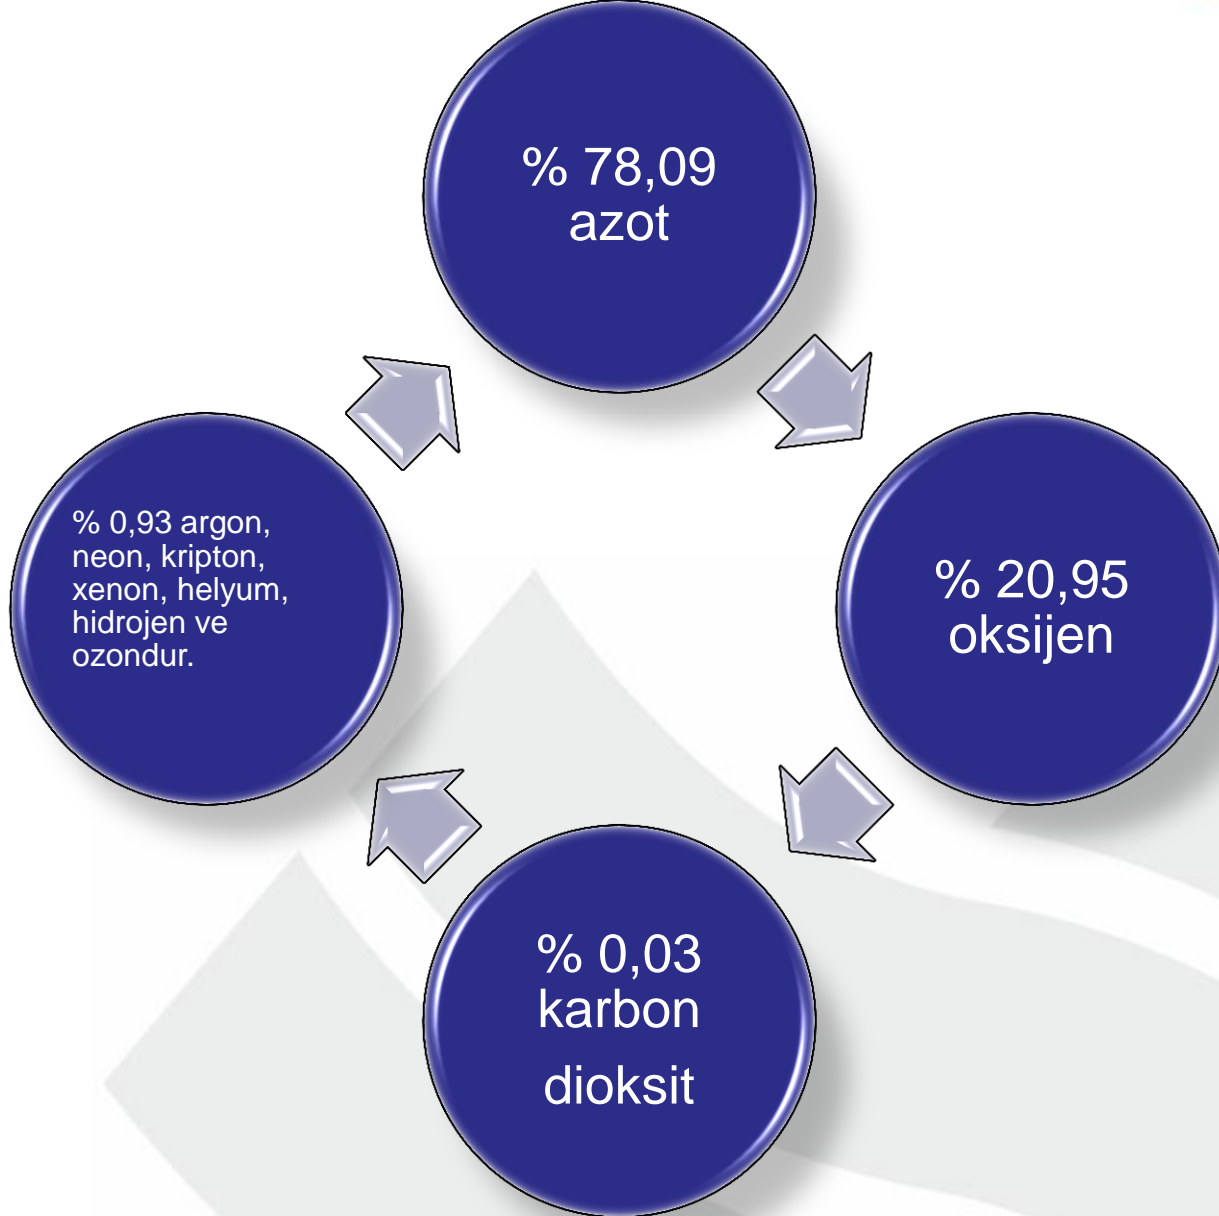 % 78,09
azot
% 20,95
oksijen
% 0,03
karbon
dioksit
% 0,93 argon,
neon, kripton,
xenon, helyum,
hidrojen ve
ozondur.